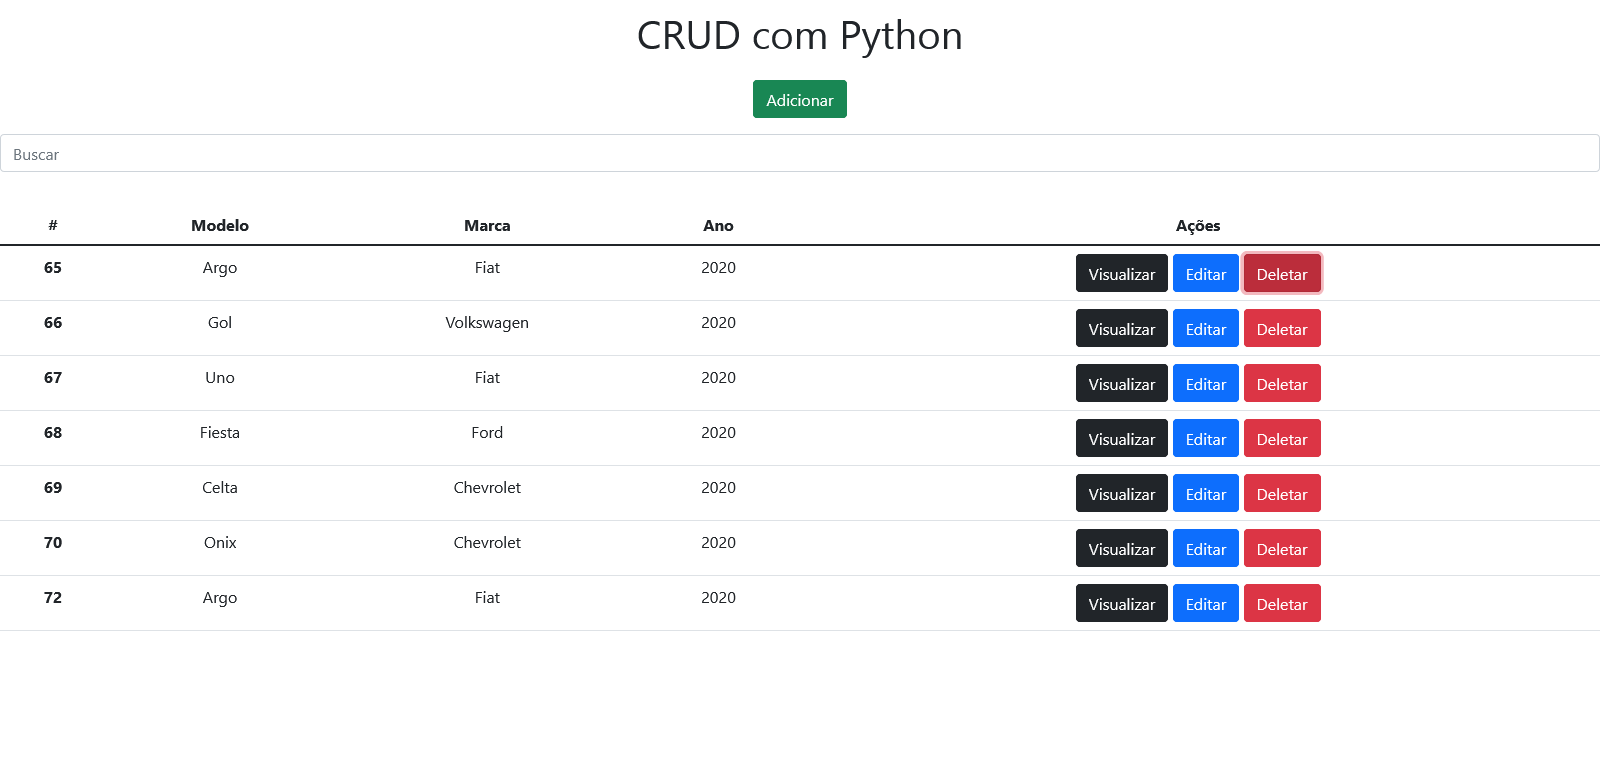 CRUD com Python
Adicionar
Buscar
# Modelo Marca Ano Ações
65 Argo Fiat 2020 Visualizar Editar Deletar
66 Gol Volkswagen 2020 Visualizar Editar Deletar
67 Uno Fiat 2020 Visualizar Editar Deletar
68 Fiesta Ford 2020 Visualizar Editar Deletar
69 Celta Chevrolet 2020 Visualizar Editar Deletar
70 Onix Chevrolet 2020 Visualizar Editar Deletar
72 Argo Fiat 2020 Visualizar Editar Deletar